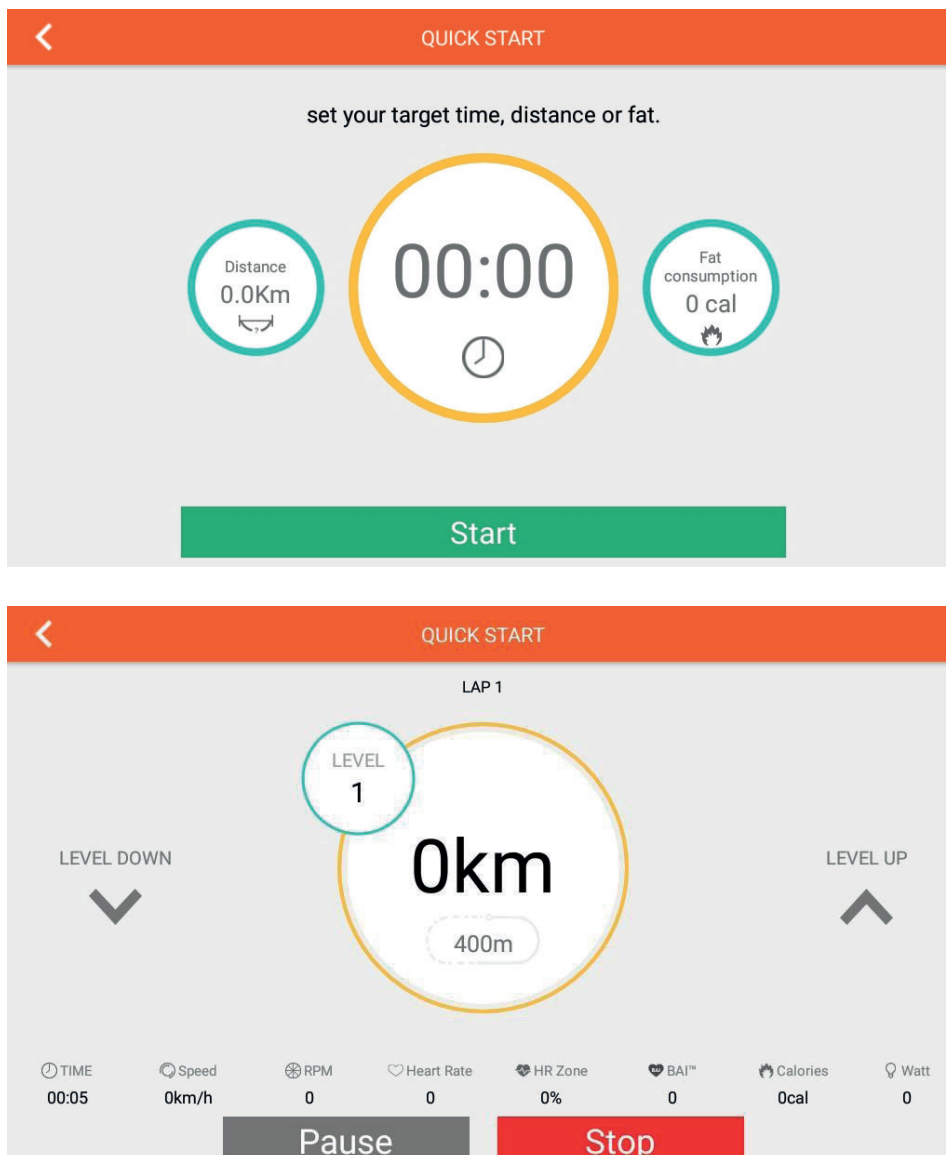 QUICK START
set your target time, distance or fat.
Distance
0.0Km
?
00:00
Fat
consumption
0 cal
Start
QUICK START
LAP 1
LEVEL
1
LEVEL DOWN
0km
400m
LEVEL UP
TIME Speed RPM Heart Rate HR Zone BAI™ Calories Watt
00:05 0km/h 0 0 0% 0 0cal 0
Pause Stop